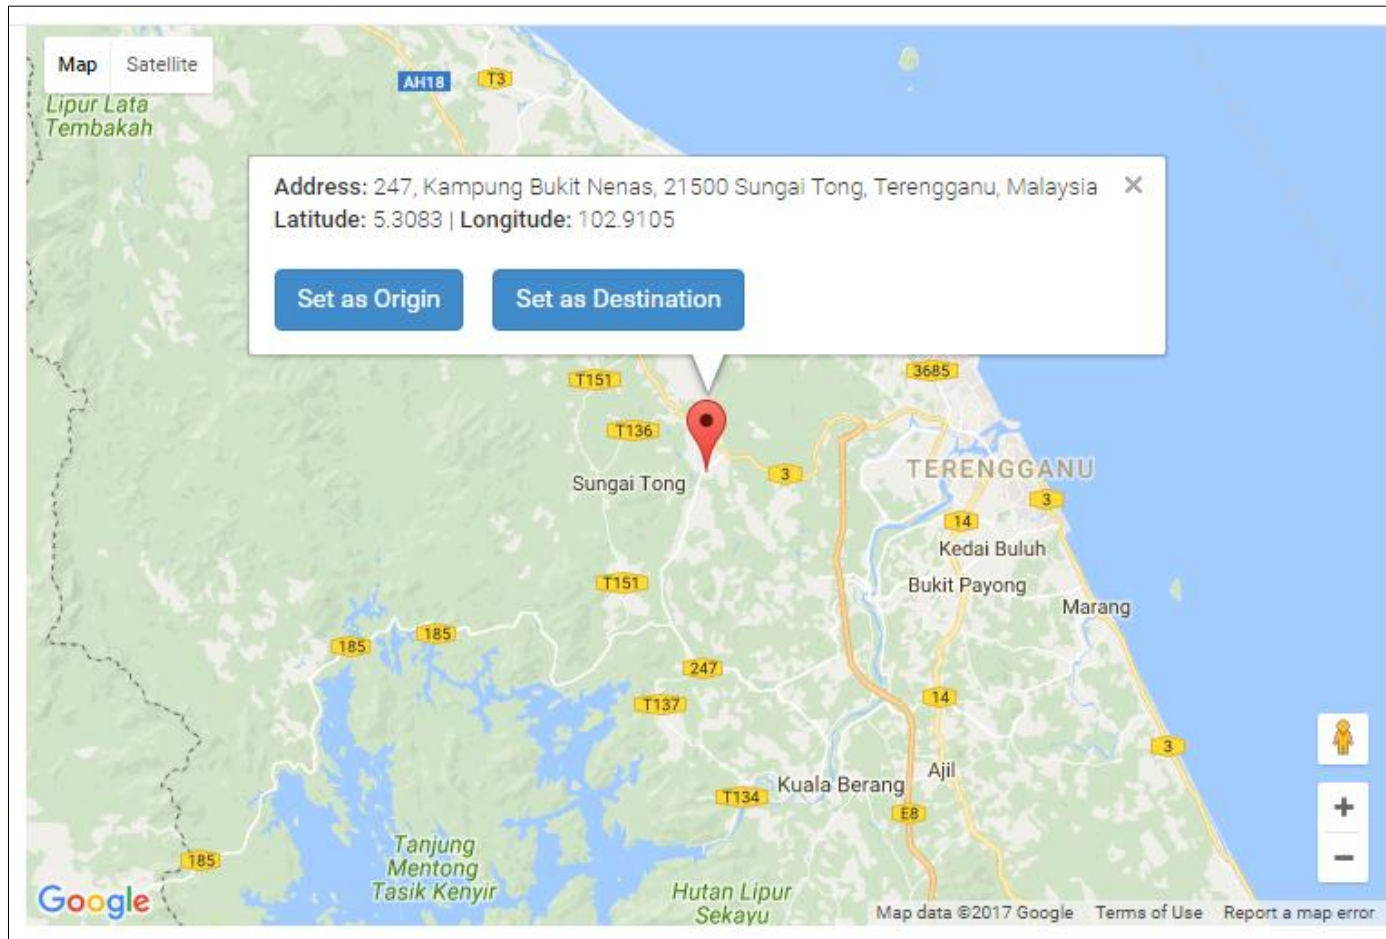 Map Satellite
AH18 T3
Lipur Lata
Tembakah
Address: 247, Kampung Bukit Nenas, 21500 Sungai Tong, Terengganu, Malaysia ×
Latitude: 5.3083 | Longitude: 102.9105
Set as Origin Set as Destination
T151 3685
T136
3 TERENGGANU
Sungai Tong
3
14
Kedai Buluh
T151 Bukit Payong
Marang
185 185
247
T137 14
3
Kuala Berang Ajil
T134
E8
+
185 −
Tanjung
Mentong
Tasik Kenyir
Hutan Lipur
Sekayu
Google
Map data ©2017 Google Terms of Use Report a map error